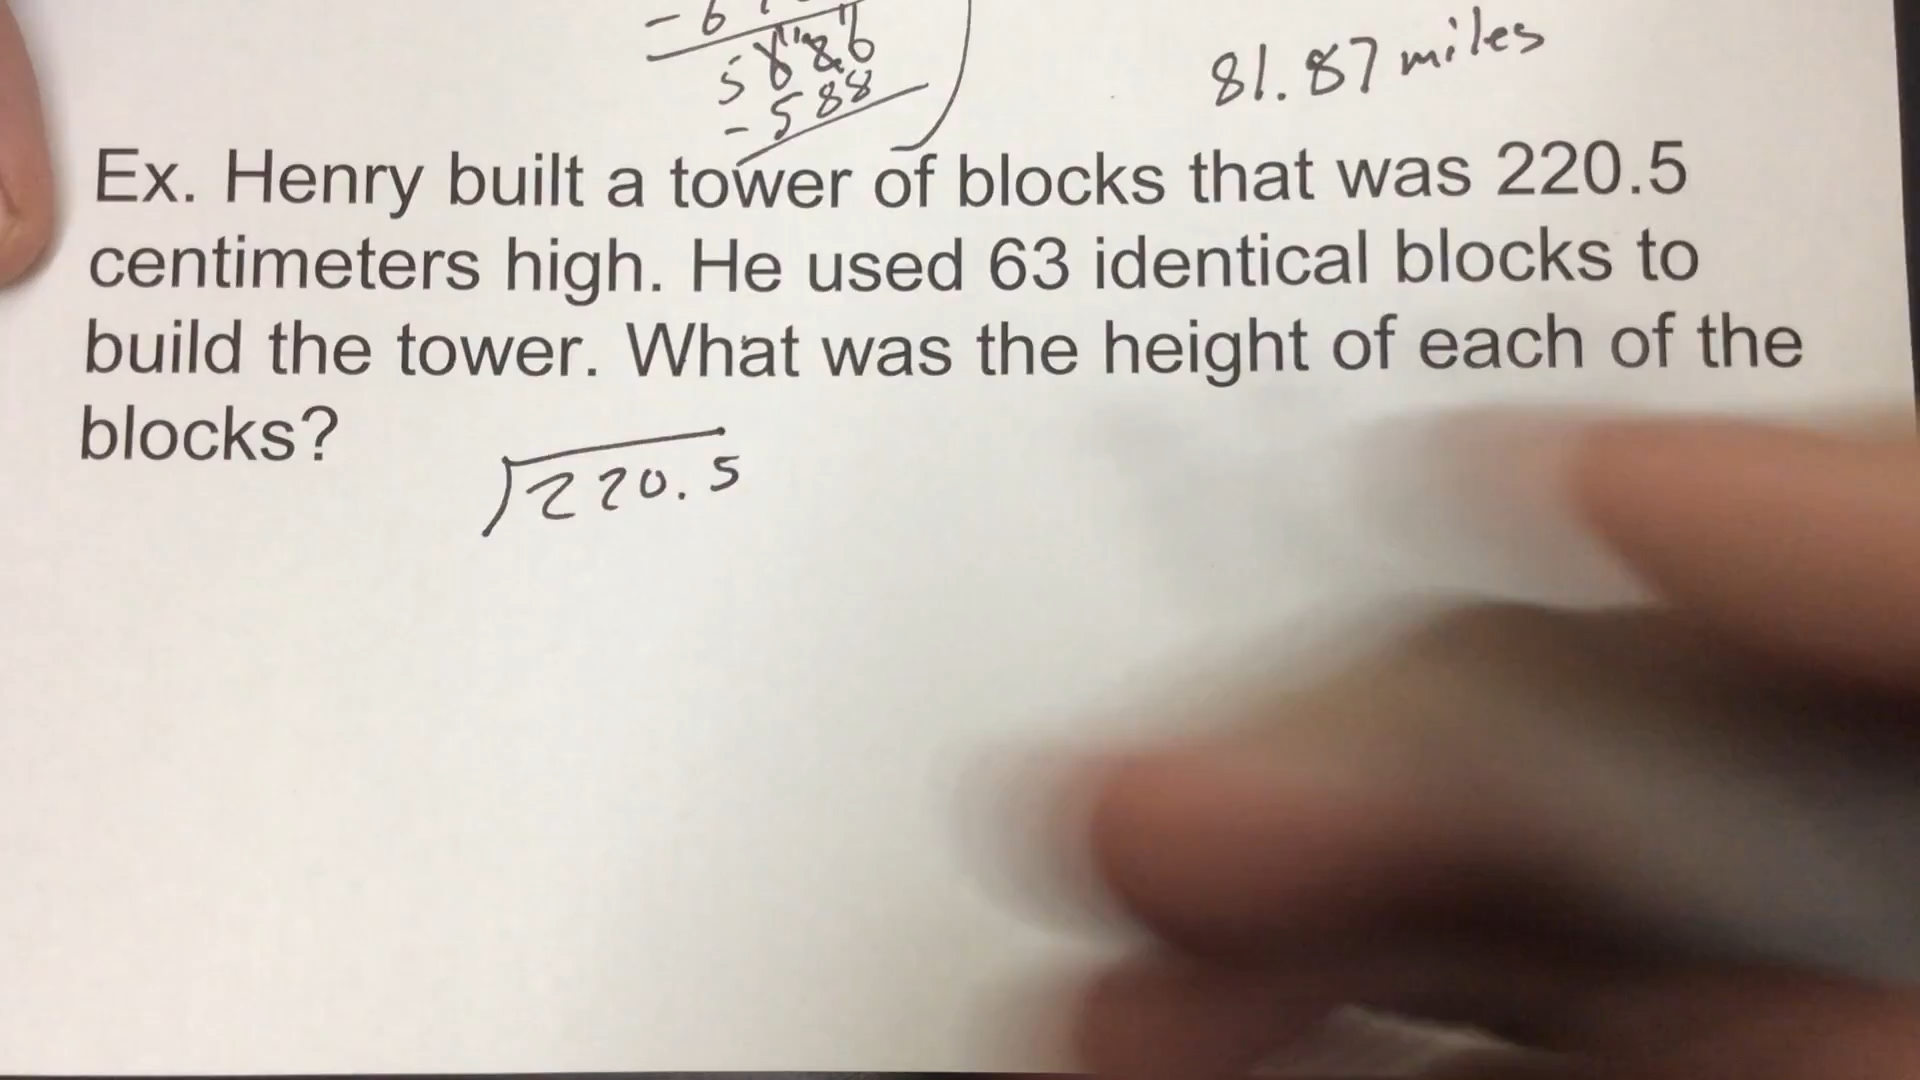 - 6
81.87 miles
- 588
Ex. Henry built a tower of blocks that was 220.5
centimeters high. He used 63 identical blocks to
build the tower. What was the height of each of the
blocks?
220.5